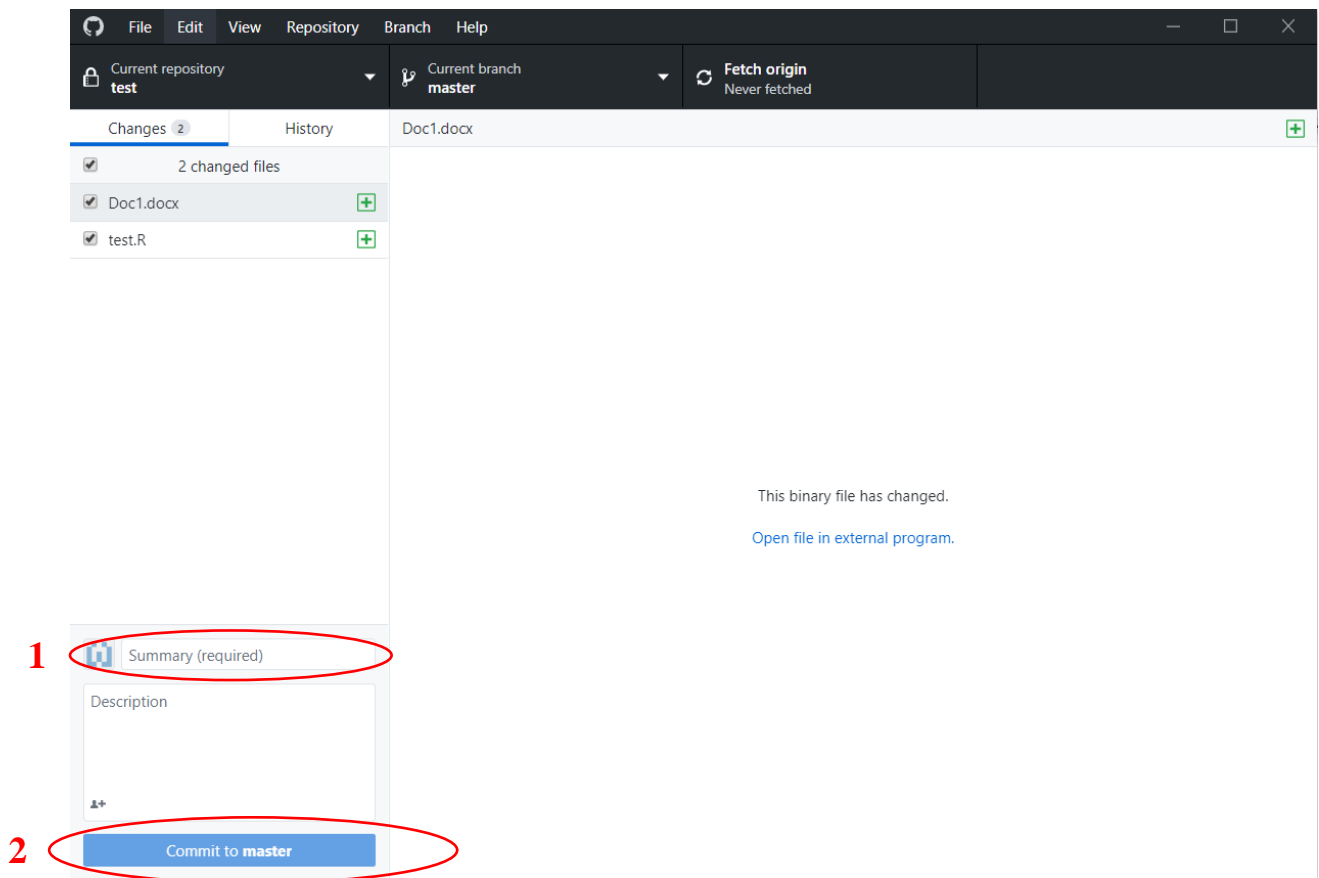 File Edit View Repository Branch Help
Current repository
test
Current branch
master
Fetch origin
Never fetched
Changes 2 History
Doc1.docx
2 changed files
Doc1.docx
test.R
This binary file has changed.
Open file in external program.
1 Summary (required)
Description
2 Commit to master